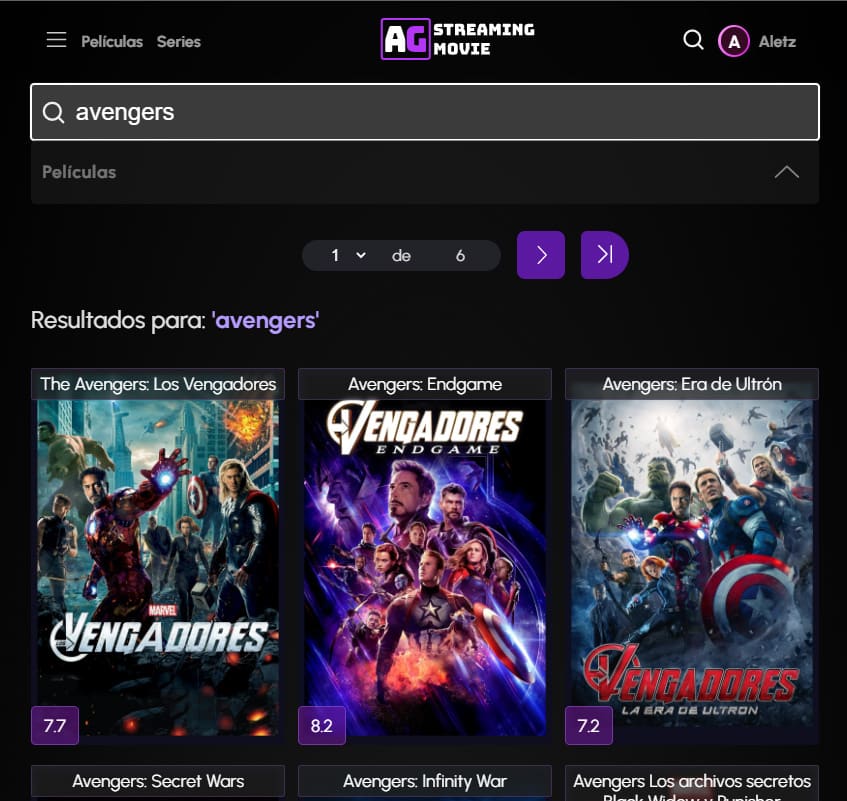 Películas Series
AG STREAMING
MOVIE
A Aletz
avengers
Películas
1 de 6
Resultados para: 'avengers'
The Avengers: Los Vengadores
Avengers: Endgame
Avengers: Era de Ultrón
MARVEL
LOS VENGADORES
7.7
VENGADORES
ENDGAME
8.2
VENGADORES
LA ERA DE ULTRON
7.2
Avengers: Secret Wars
Avengers: Infinity War
Avengers Los archivos secretos
Black Widow y Punisher